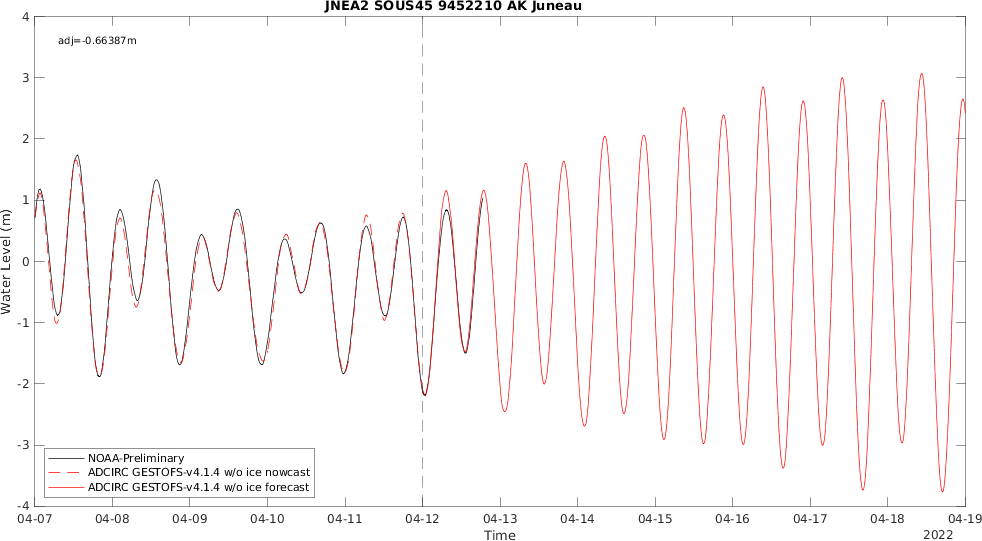 JNEA2 SOUS45 9452210 AK Juneau
adj=-0.66387m
4
3
2
1
0
-1
-2
-3
-4
Water Level (m)
NOAA-Preliminary
ADCIRC GESTOFS-v4.1.4 w/o ice nowcast
ADCIRC GESTOFS-v4.1.4 w/o ice forecast
04-07 04-08 04-09 04-10 04-11 04-12 04-13 04-14 04-15 04-16 04-17 04-18 04-19
Time
2022